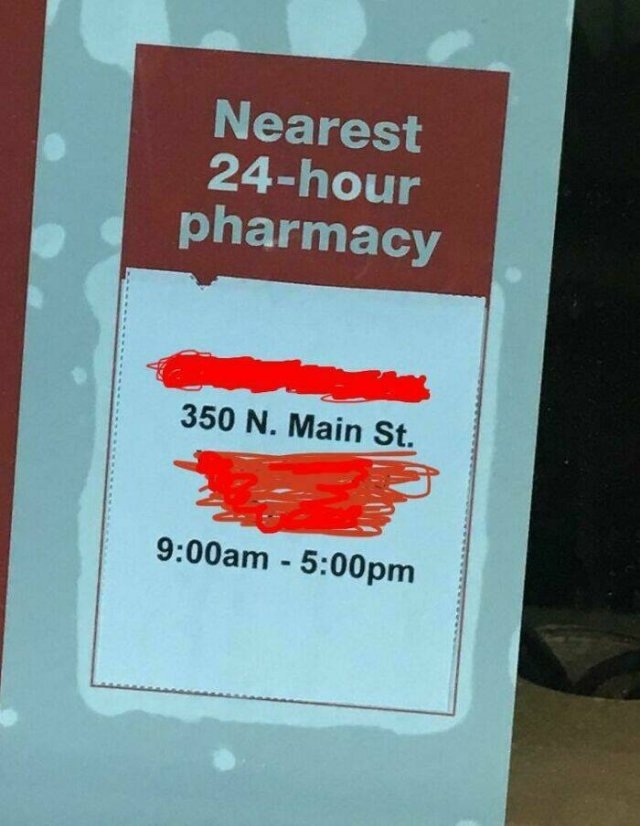 Nearest
24-hour
pharmacy
350 N. Main St.
9:00am - 5:00pm